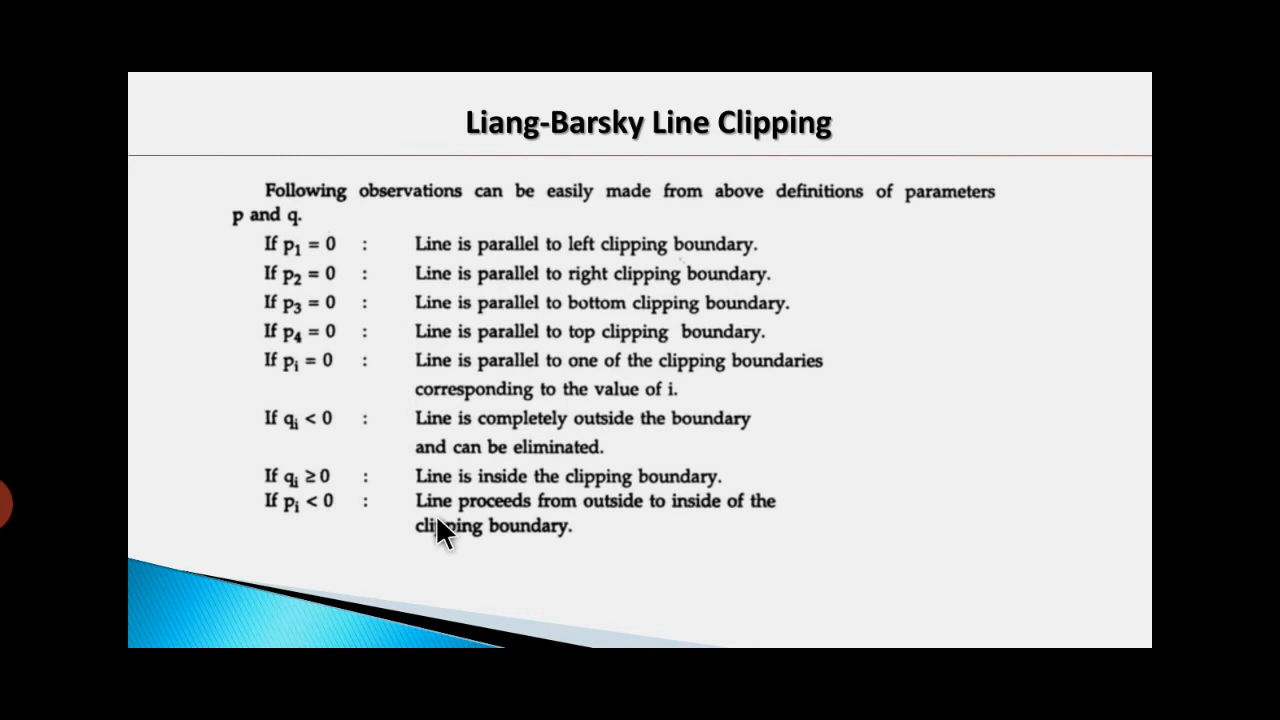 Liang-Barsky Line Clipping
Following observations can be easily made from above definitions of parameters
p and q.
If p₁ = 0 : Line is parallel to left clipping boundary.
If p₂ = 0 : Line is parallel to right clipping boundary.
If p₃ = 0 : Line is parallel to bottom clipping boundary.
If p₄ = 0 : Line is parallel to top clipping boundary.
If pᵢ = 0 : Line is parallel to one of the clipping boundaries
corresponding to the value of i.
If qᵢ < 0 : Line is completely outside the boundary
and can be eliminated.
If qᵢ ≥ 0 : Line is inside the clipping boundary.
If pᵢ < 0 : Line proceeds from outside to inside of the
clipping boundary.